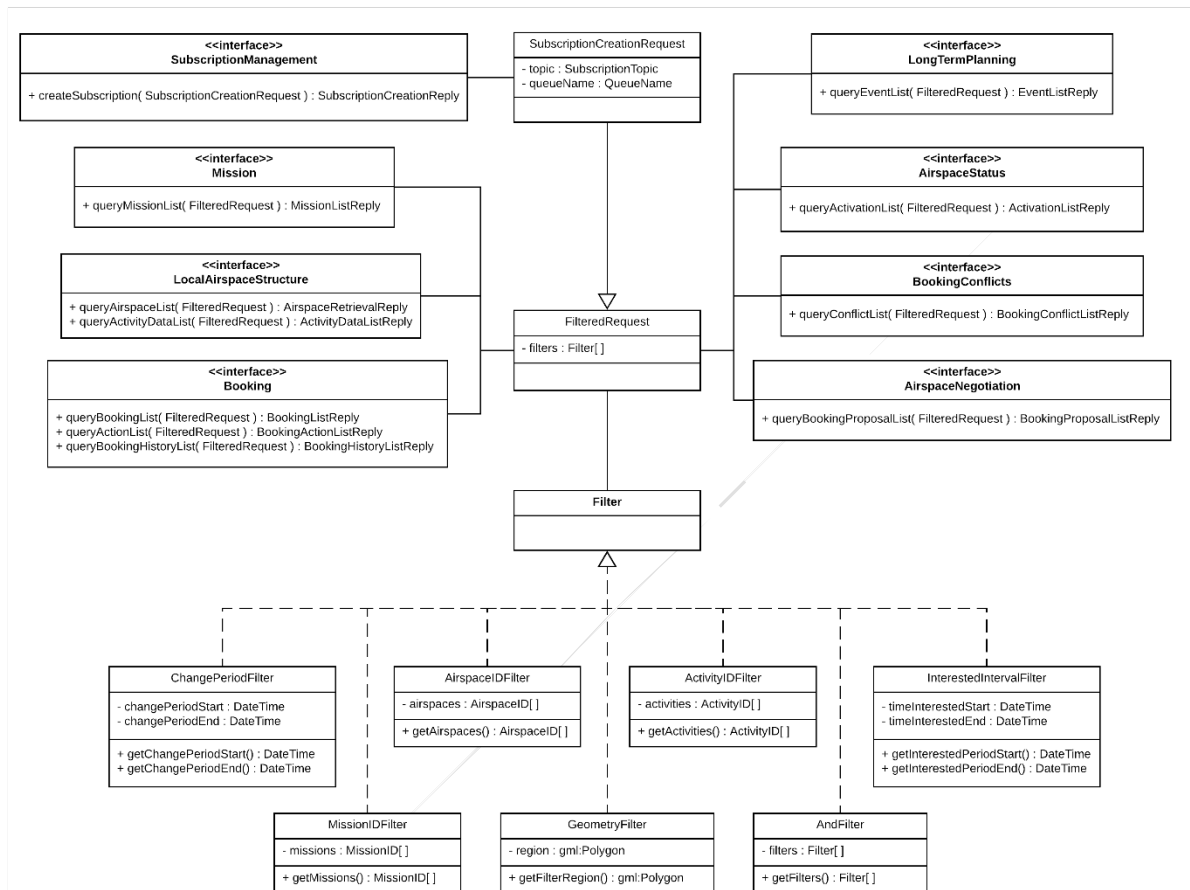 <<interface>>
SubscriptionManagement
+ createSubscription( SubscriptionCreationRequest ) : SubscriptionCreationReply
SubscriptionCreationRequest
- topic : SubscriptionTopic
- queueName : QueueName
<<interface>>
LongTermPlanning
+ queryEventList( FilteredRequest ) : EventListReply
<<interface>>
Mission
+ queryMissionList( FilteredRequest ) : MissionListReply
<<interface>>
AirspaceStatus
+ queryActivationList( FilteredRequest ) : ActivationListReply
<<interface>>
LocalAirspaceStructure
+ queryAirspaceList( FilteredRequest ) : AirspaceRetrievalReply
+ queryActivityDataList( FilteredRequest ) : ActivityDataListReply
<<interface>>
BookingConflicts
+ queryConflictList( FilteredRequest ) : BookingConflictListReply
FilteredRequest
- filters : Filter[ ]
<<interface>>
Booking
+ queryBookingList( FilteredRequest ) : BookingListReply
+ queryActionList( FilteredRequest ) : BookingActionListReply
+ queryBookingHistoryList( FilteredRequest ) : BookingHistoryListReply
<<interface>>
AirspaceNegotiation
+ queryBookingProposalList( FilteredRequest ) : BookingProposalListReply
Filter
ChangePeriodFilter
- changePeriodStart : DateTime
- changePeriodEnd : DateTime
+ getChangePeriodStart() : DateTime
+ getChangePeriodEnd() : DateTime
AirspaceIDFilter
- airspaces : AirspaceID[ ]
+ getAirspaces() : AirspaceID[ ]
ActivityIDFilter
- activities : ActivityID[ ]
+ getActivities() : ActivityID[ ]
InterestedIntervalFilter
- timeInterestedStart : DateTime
- timeInterestedEnd : DateTime
+ getInterestedPeriodStart() : DateTime
+ getInterestedPeriodEnd() : DateTime
MissionIDFilter
- missions : MissionID[ ]
+ getMissions() : MissionID[ ]
GeometryFilter
- region : gml:Polygon
+ getFilterRegion() : gml:Polygon
AndFilter
- filters : Filter[ ]
+ getFilters() : Filter[ ]